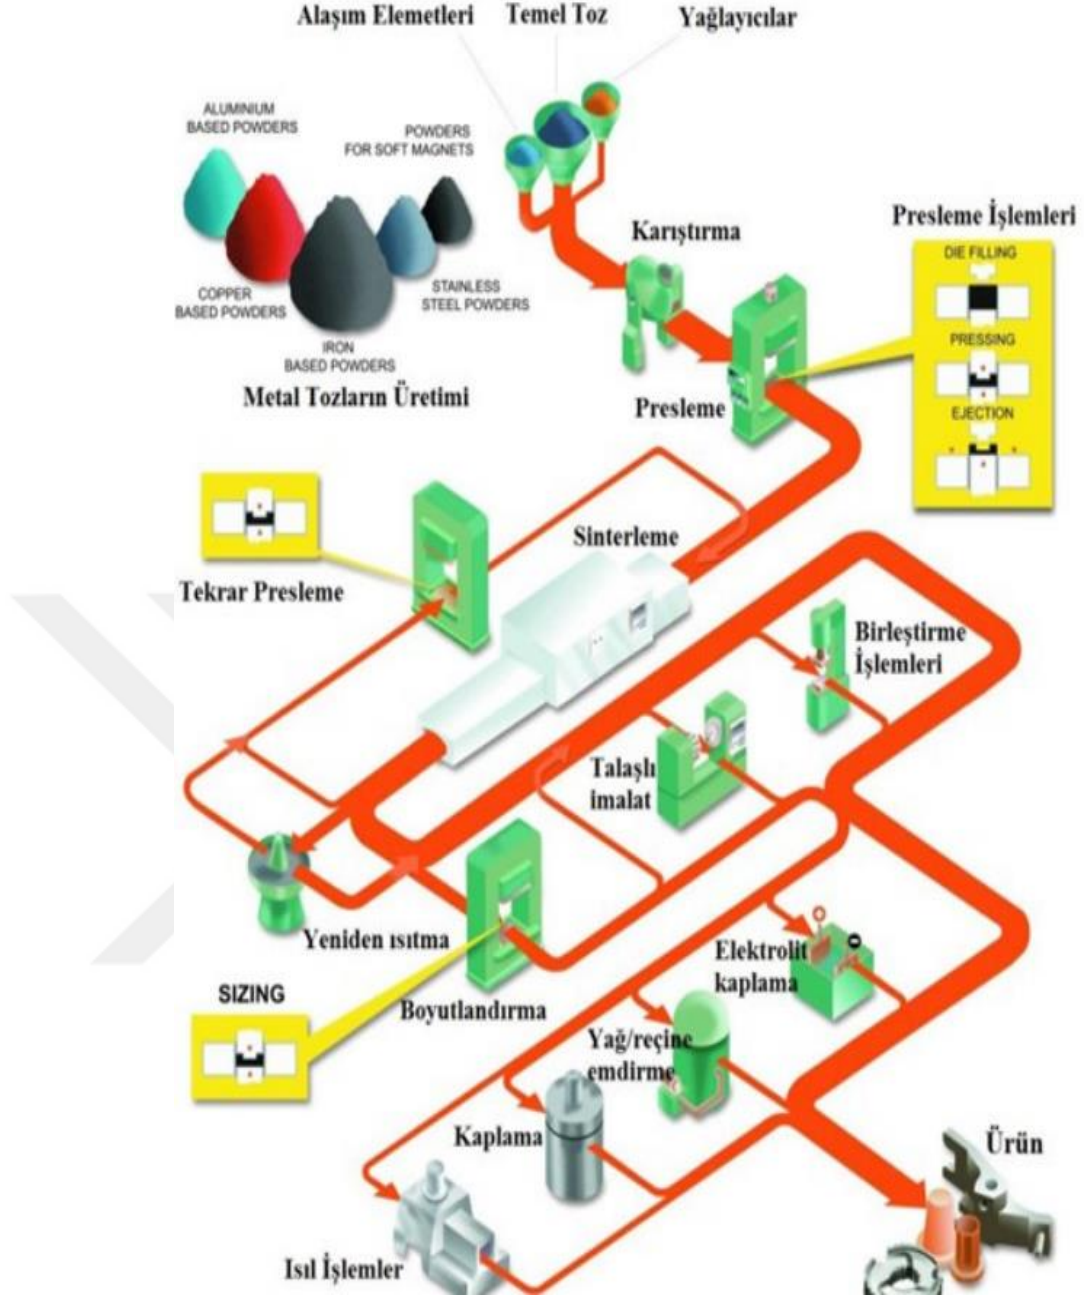 Alaşım Elemetleri
Temel Toz
Yağlayıcılar
ALUMINIUM
BASED POWDERS
POWDERS
FOR SOFT MAGNETS
COPPER
BASED POWDERS
STAINLESS
STEEL POWDERS
IRON
BASED POWDERS
Metal Tozların Üretimi
Karıştırma
Presleme
Presleme İşlemleri
DIE FILLING
PRESSING
EJECTION
Tekrar Presleme
Sinterleme
Birleştirme
İşlemleri
Talaşlı
imalat
Yeniden ısıtma
SIZING
Boyutlandırma
Elektrolit
kaplama
Yağ/reçine
emdirme
Kaplama
Isıl İşlemler
Ürün